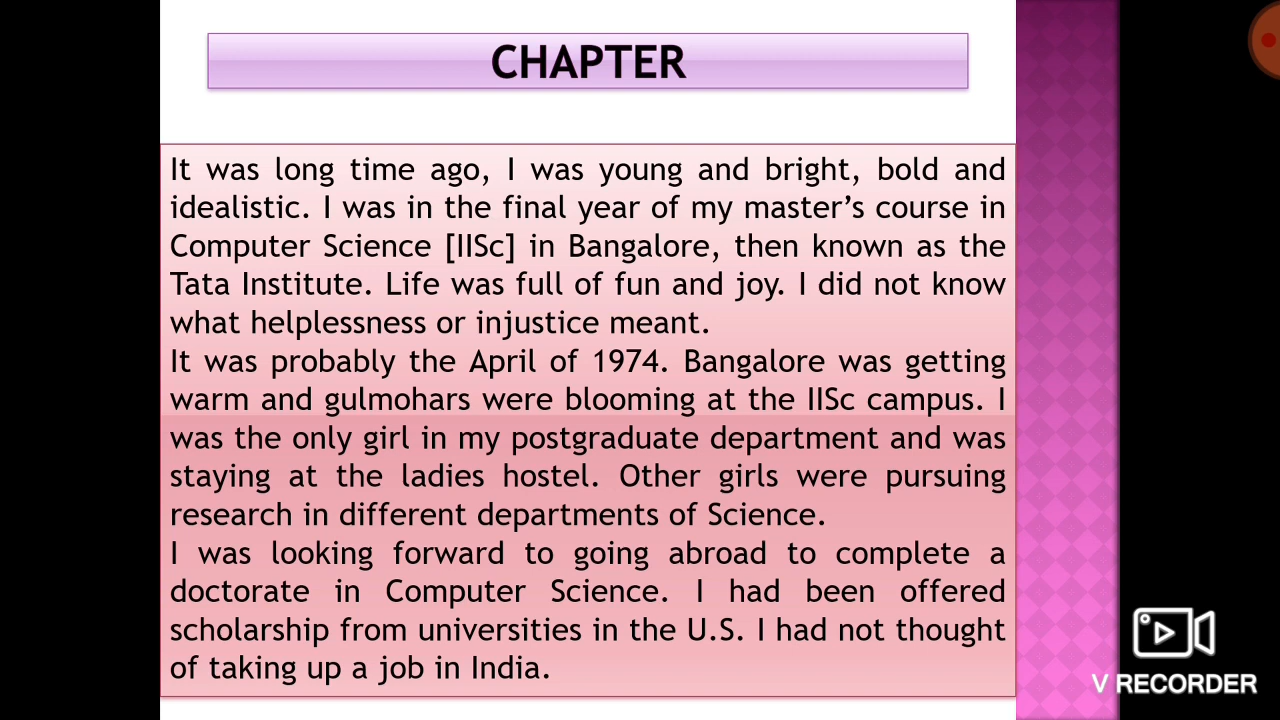 CHAPTER
It was long time ago, I was young and bright, bold and
idealistic. I was in the final year of my master’s course in
Computer Science [IISc] in Bangalore, then known as the
Tata Institute. Life was full of fun and joy. I did not know
what helplessness or injustice meant.
It was probably the April of 1974. Bangalore was getting
warm and gulmohars were blooming at the IISc campus. I
was the only girl in my postgraduate department and was
staying at the ladies hostel. Other girls were pursuing
research in different departments of Science.
I was looking forward to going abroad to complete a
doctorate in Computer Science. I had been offered
scholarship from universities in the U.S. I had not thought
of taking up a job in India.
V RECORDER